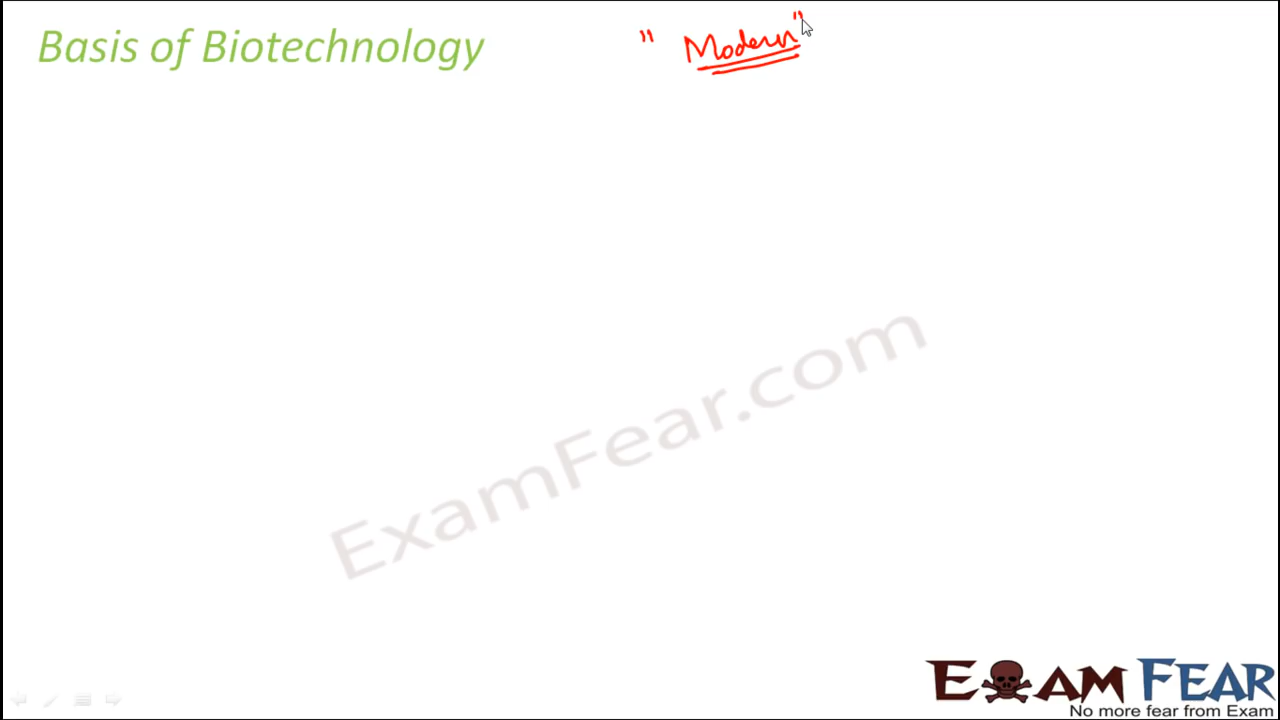 Basis of Biotechnology
" Modern "
ExamFear.com
EXAM FEAR
No more fear from Exam